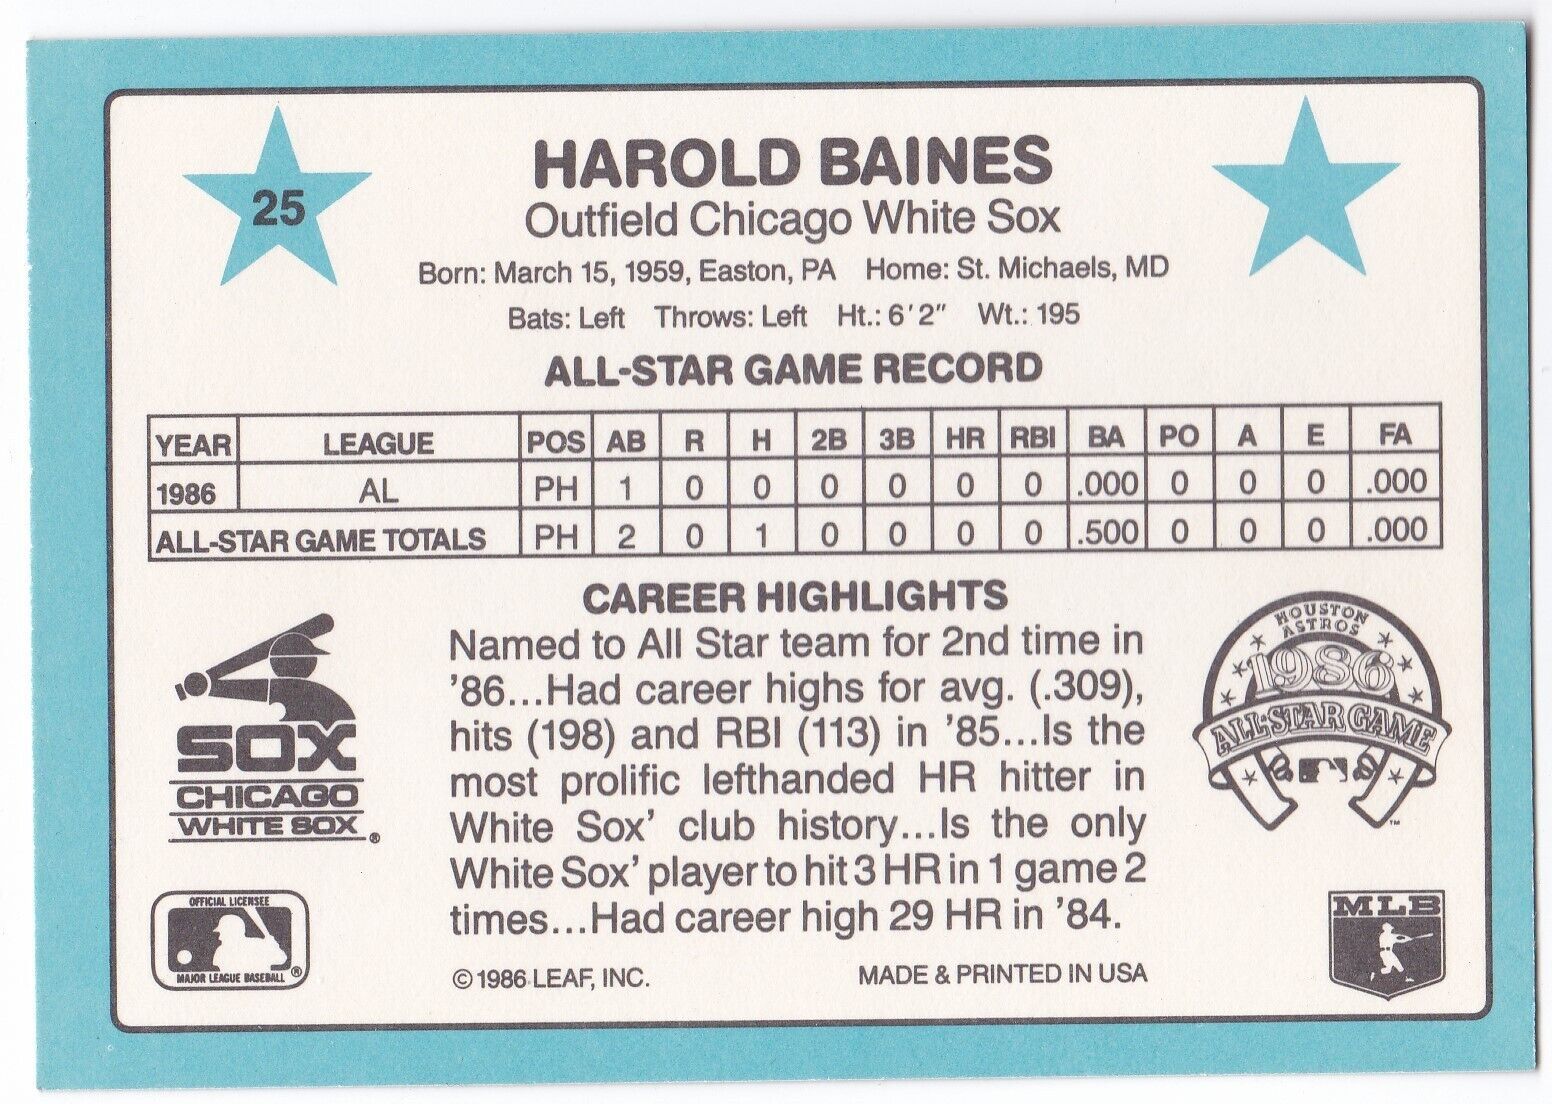 25
HAROLD BAINES
Outfield Chicago White Sox
Born: March 15, 1959, Easton, PA Home: St. Michaels, MD
Bats: Left Throws: Left Ht.: 6'2" Wt.: 195
ALL-STAR GAME RECORD
YEAR LEAGUE POS AB R H 2B 3B HR RBI BA PO A E FA
1986 AL PH 1 0 0 0 0 0 0 .000 0 0 0 .000
ALL-STAR GAME TOTALS PH 2 0 1 0 0 0 0 .500 0 0 0 .000
CAREER HIGHLIGHTS
Named to All Star team for 2nd time in
'86...Had career highs for avg. (.309),
hits (198) and RBI (113) in '85...Is the
most prolific lefthanded HR hitter in
White Sox' club history...Is the only
White Sox' player to hit 3 HR in 1 game 2
times...Had career high 29 HR in '84.
SOX
CHICAGO
WHITE SOX ®
HOUSTON
ASTROS
1986
ALL-STAR GAME
™
OFFICIAL LICENSEE
MAJOR LEAGUE BASEBALL ®
© 1986 LEAF, INC. MADE & PRINTED IN USA
MLB